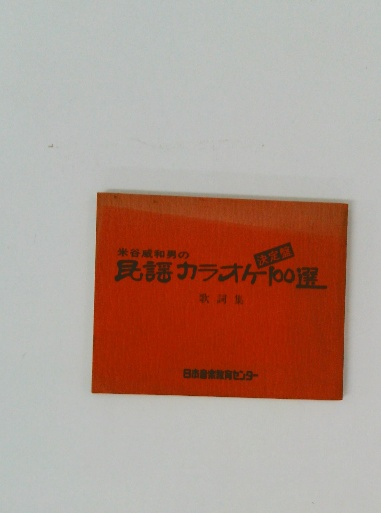 米谷威和男の
民謡カラオケ100選
決定盤
歌詞集
日本音楽教育センター